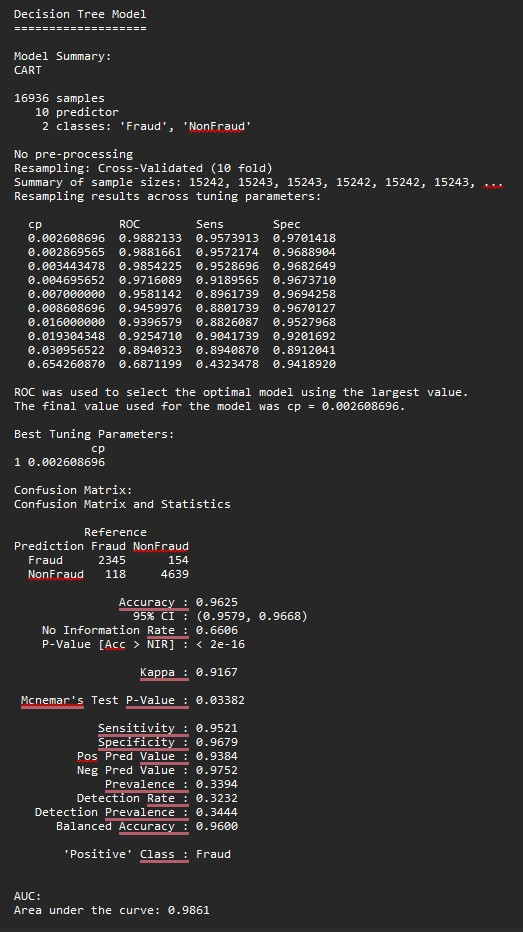 Decision Tree Model
===================
Model Summary:
CART
16936 samples
10 predictor
2 classes: 'Fraud', 'NonFraud'
No pre-processing
Resampling: Cross-Validated (10 fold)
Summary of sample sizes: 15242, 15243, 15243, 15242, 15242, 15243, ...
Resampling results across tuning parameters:
cp ROC Sens Spec
0.002608696 0.9882133 0.9573913 0.9701418
0.002869565 0.9881661 0.9572174 0.9688904
0.003443478 0.9854225 0.9528696 0.9682649
0.004695652 0.9716089 0.9189565 0.9673710
0.007000000 0.9581142 0.8961739 0.9694258
0.008608696 0.9459976 0.8801739 0.9670127
0.016000000 0.9396579 0.8826087 0.9527968
0.019304348 0.9254710 0.9041739 0.9201692
0.030956522 0.8940323 0.8940870 0.8912041
0.654260870 0.6871199 0.4323478 0.9418920
ROC was used to select the optimal model using the largest value.
The final value used for the model was cp = 0.002608696.
Best Tuning Parameters:
cp
1 0.002608696
Confusion Matrix:
Confusion Matrix and Statistics
Reference
Prediction Fraud NonFraud
Fraud 2345 154
NonFraud 118 4639
Accuracy : 0.9625
95% CI : (0.9579, 0.9668)
No Information Rate : 0.6606
P-Value [Acc > NIR] : < 2e-16
Kappa : 0.9167
Mcnemar's Test P-Value : 0.03382
Sensitivity : 0.9521
Specificity : 0.9679
Pos Pred Value : 0.9384
Neg Pred Value : 0.9752
Prevalence : 0.3394
Detection Rate : 0.3232
Detection Prevalence : 0.3444
Balanced Accuracy : 0.9600
'Positive' Class : Fraud
AUC:
Area under the curve: 0.9861